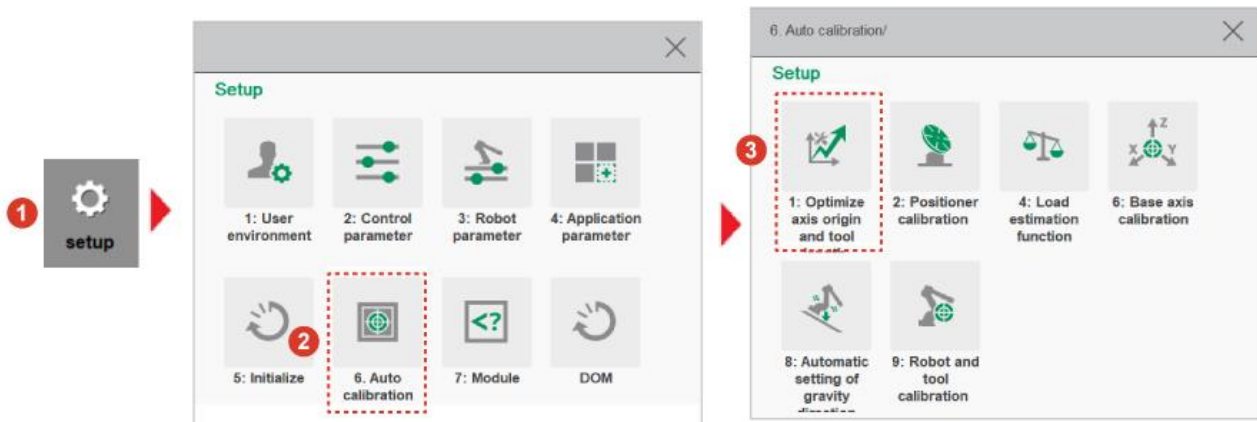 1
setup
Setup
1: User
environment
2: Control
parameter
3: Robot
parameter
4: Application
parameter
5: Initialize
2
6. Auto
calibration
<?
7: Module
DOM
6. Auto calibration/
Setup
3
1: Optimize
axis origin
and tool
2: Positioner
calibration
4: Load
estimation
function
Z
X
Y
6: Base axis
calibration
8: Automatic
setting of
gravity
direction
9: Robot and
tool
calibration